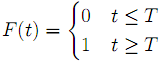 F(t) = { 0 t ≤ T
1 t ≥ T